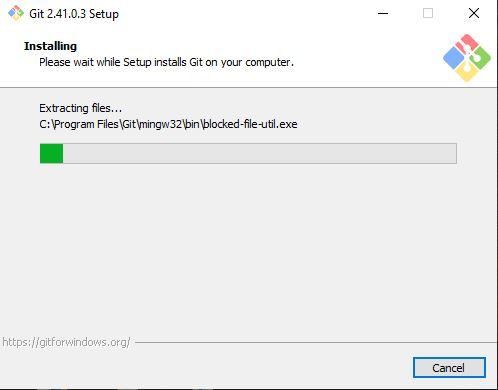 Git 2.41.0.3 Setup
Installing
Please wait while Setup installs Git on your computer.
Extracting files...
C:\Program Files\Git\mingw32\bin\blocked-file-util.exe
https://gitforwindows.org/
Cancel